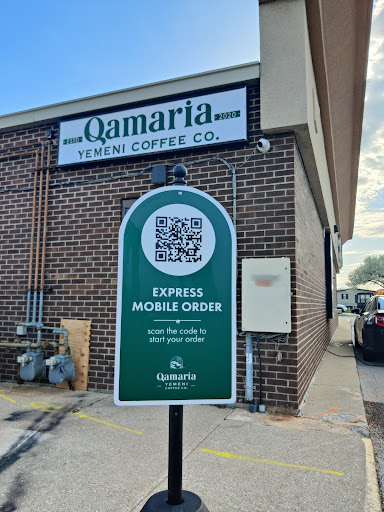 ESTD Qamaria 2020
YEMENI COFFEE CO.
EXPRESS
MOBILE ORDER
scan the code to
start your order
Qamaria
YEMENI
COFFEE CO.